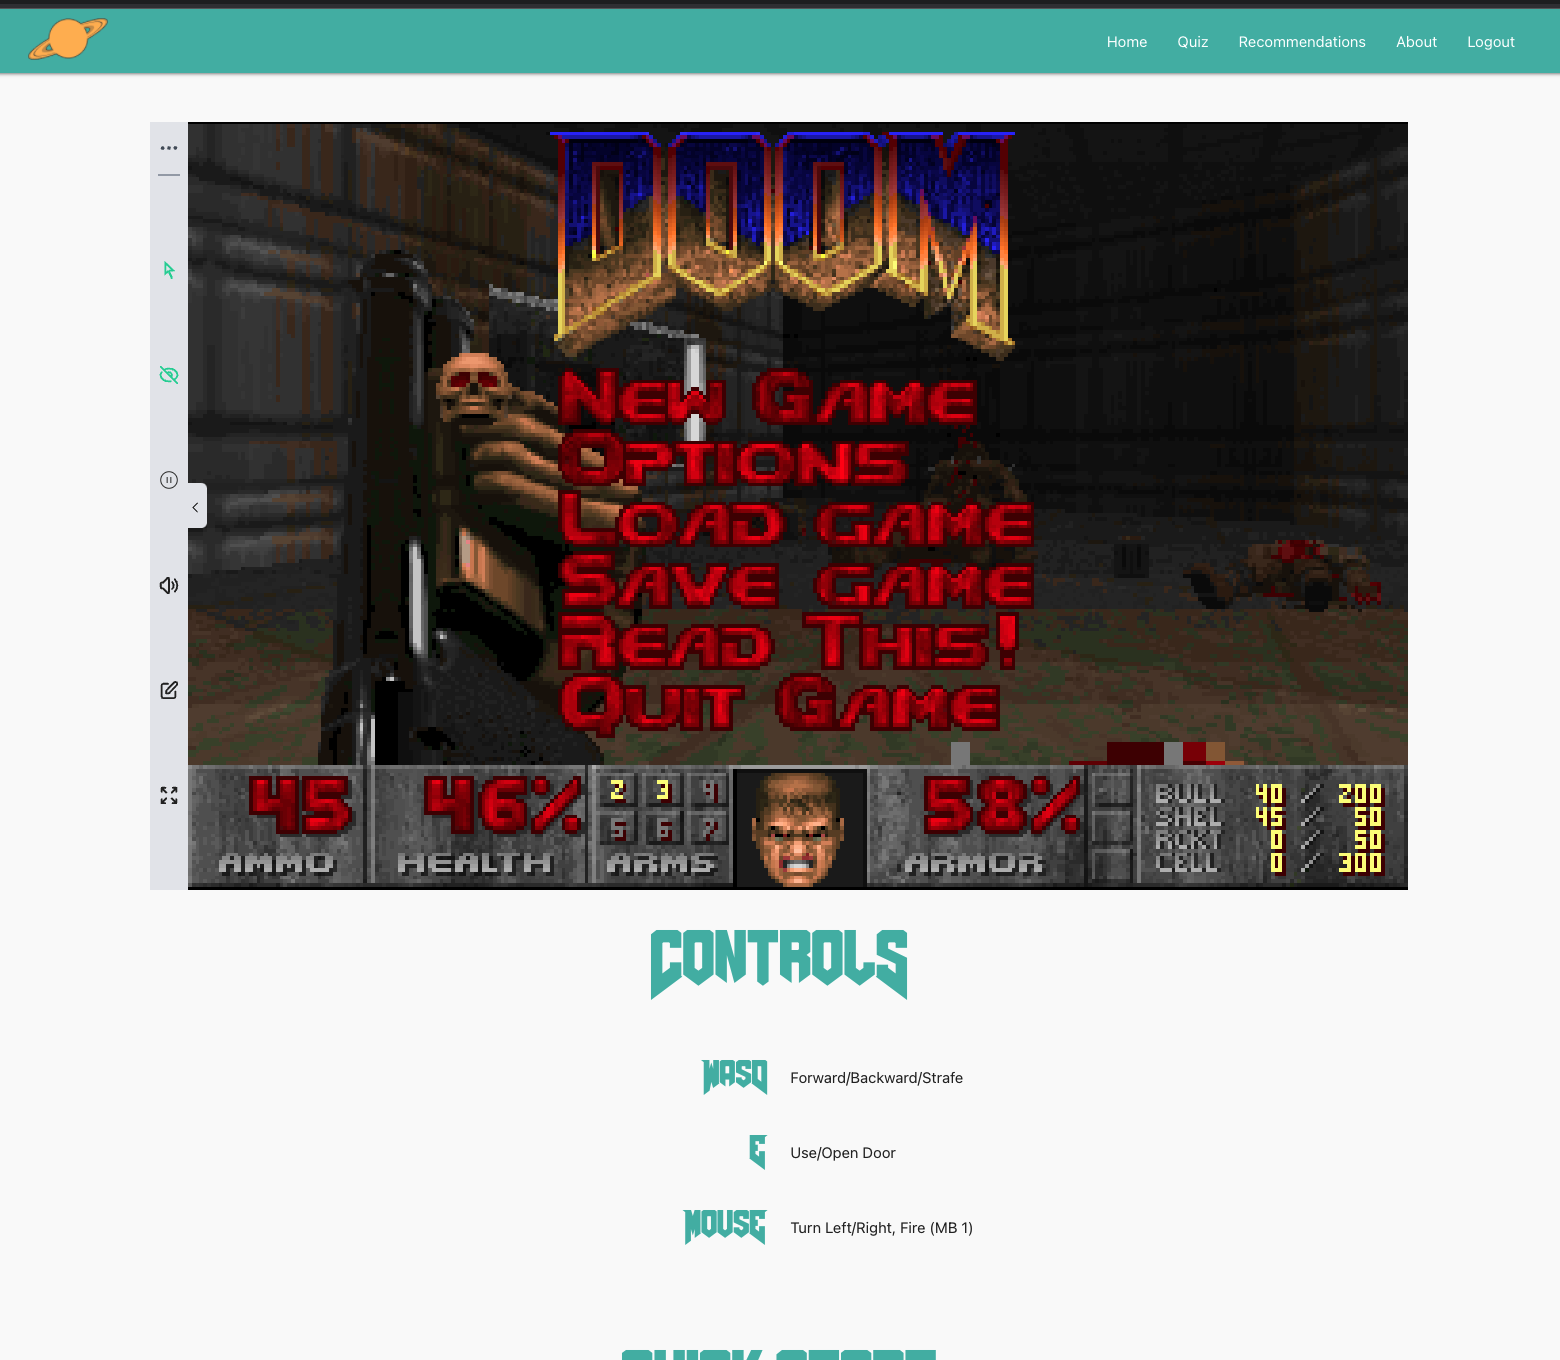 Home Quiz Recommendations About Logout
DOOM
New Game
Options
Load Game
Save Game
Read This!
Quit Game
45 46% 2 3 4 58% BULL 40 / 200
5 6 7 SHEL 45 / 50
RCKT 0 / 50
AMMO HEALTH ARMS ARMOR CELL 0 / 300
CONTROLS
WASD Forward/Backward/Strafe
E Use/Open Door
MOUSE Turn Left/Right, Fire (MB 1)